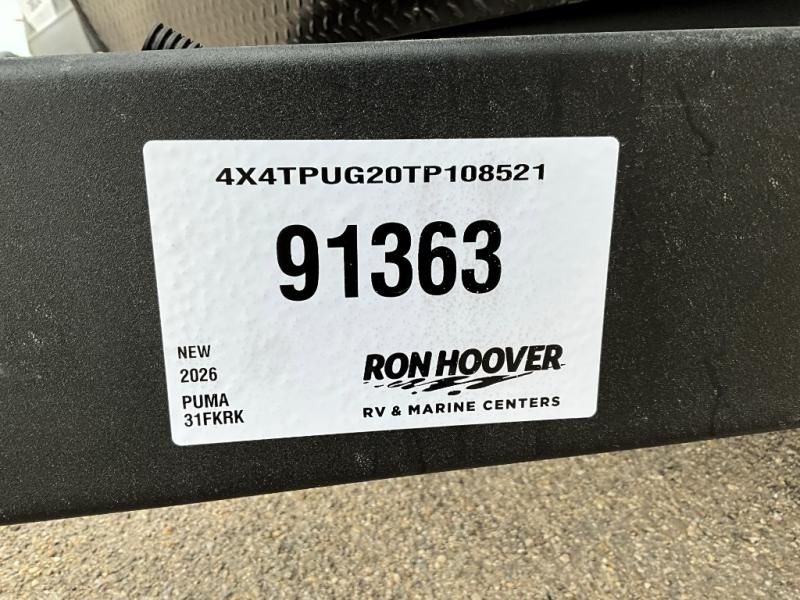 4X4TPUG20TP108521
91363
NEW
2026
PUMA
31FKRK
RON HOOVER
RV & MARINE CENTERS